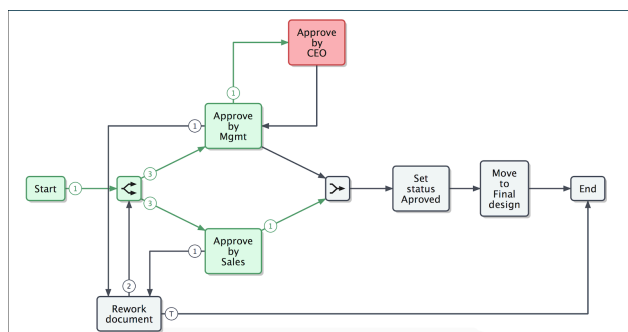 Approve
by
CEO
1
Approve
by
Mgmt
1
3
Start
1
3
Set
status
Aproved
Move
to
Final
design
End
1
Approve
by
Sales
1
2
Rework
document
T